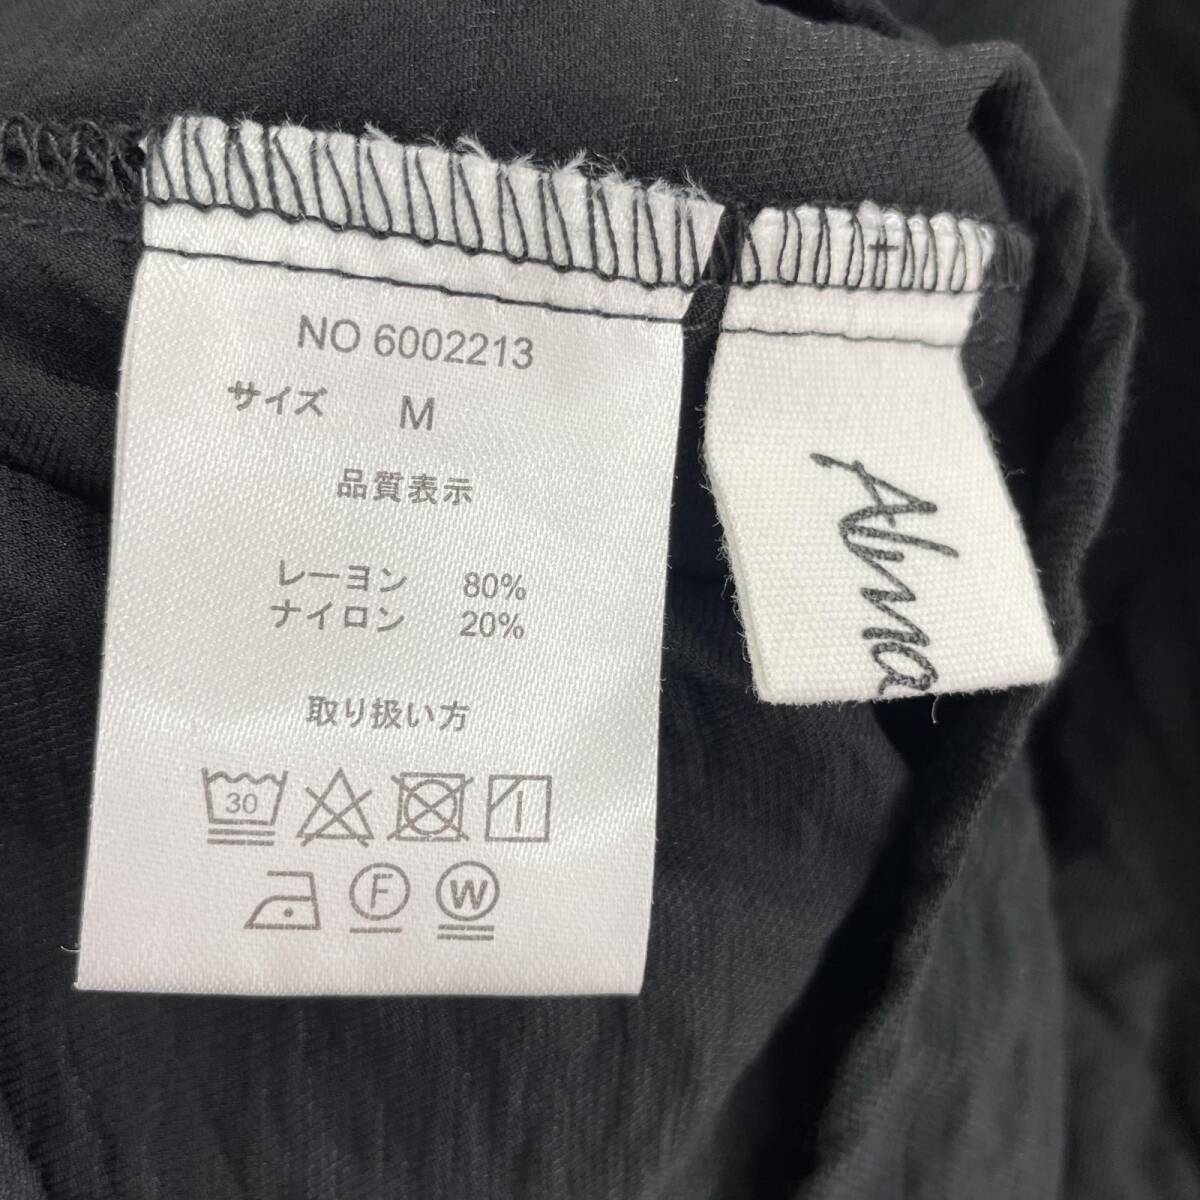 NO 6002213
サイズ M
品質表示
レーヨン 80%
ナイロン 20%
取り扱い方
30
F
W
Alma